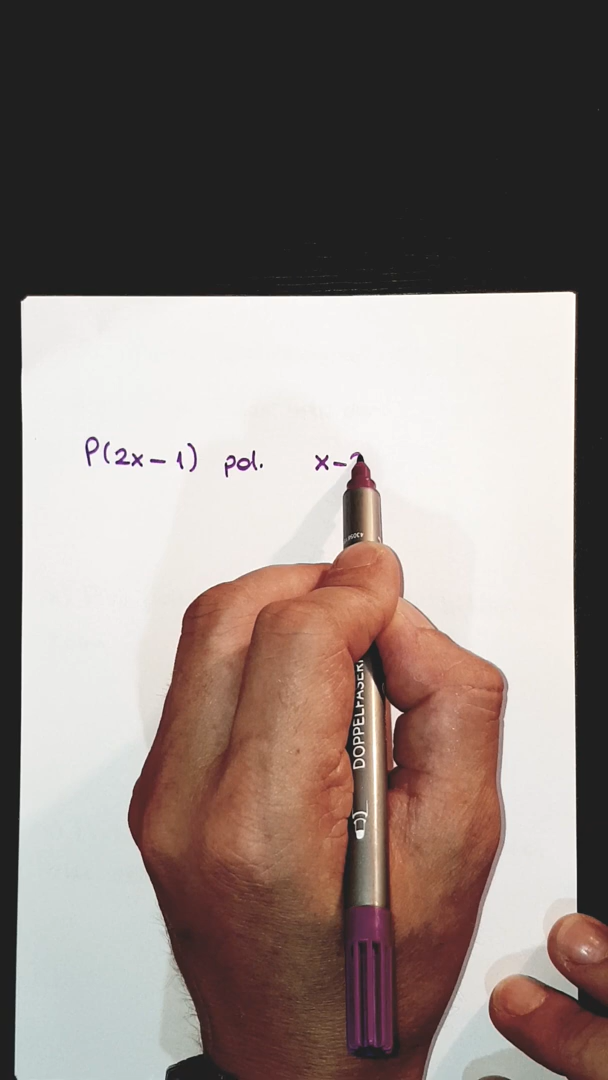 P(2x-1) pol. x-
DOPPELFASER